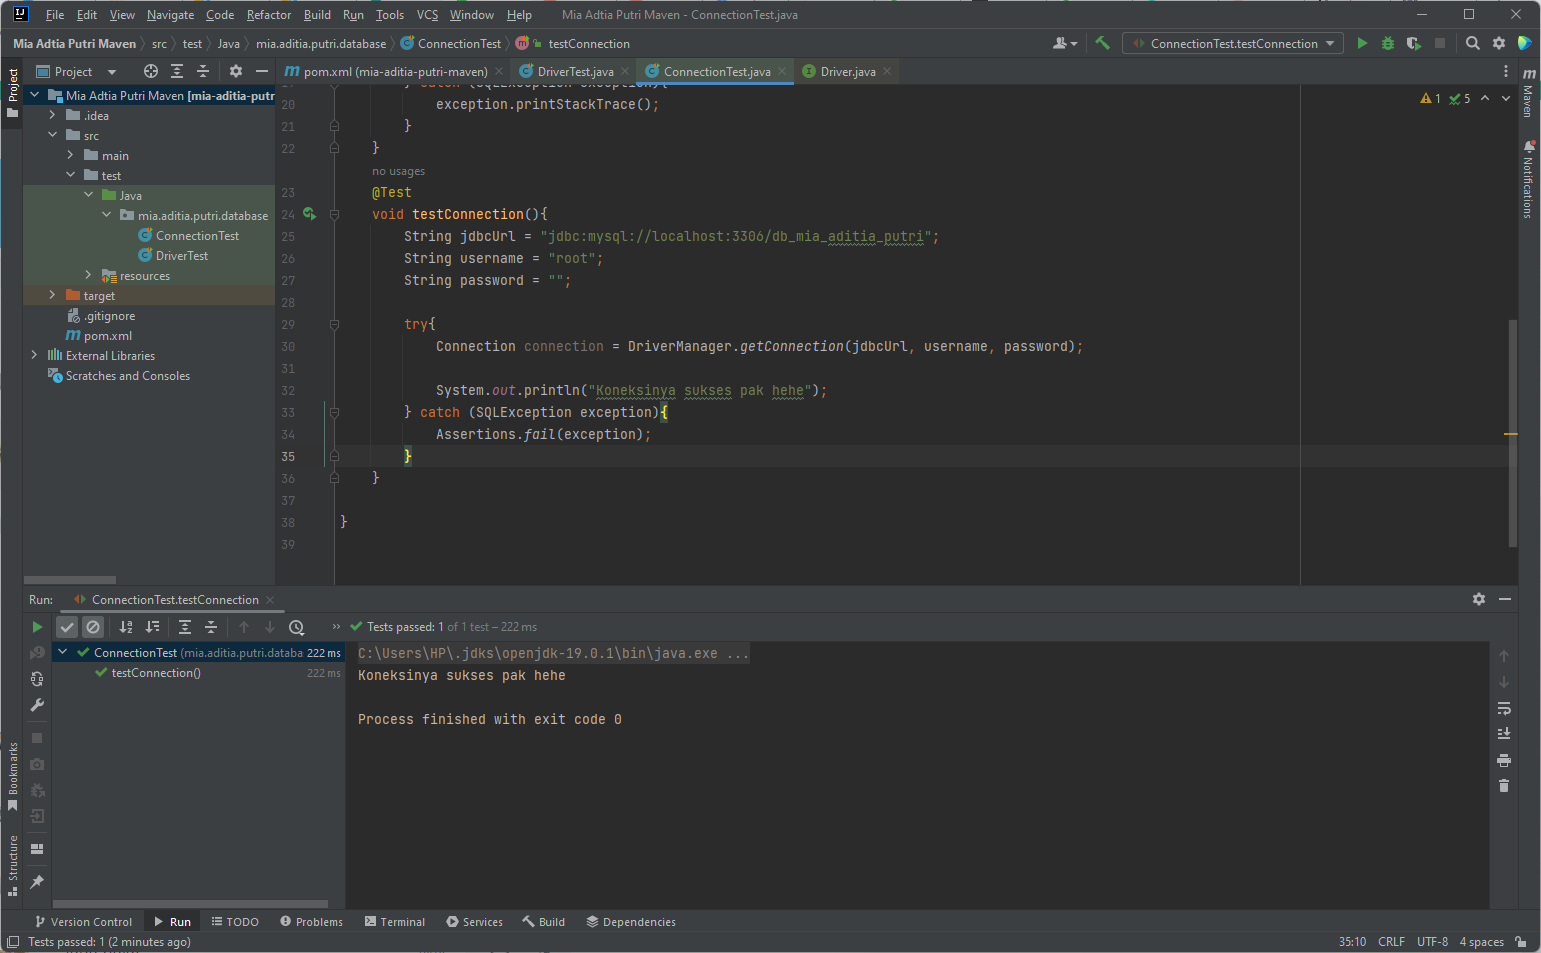 File Edit View Navigate Code Refactor Build Run Tools VCS Window Help Mia Adtia Putri Maven - ConnectionTest.java
Mia Adtia Putri Maven src test Java mia.aditia.putri.database ConnectionTest testConnection
ConnectionTest.testConnection
Project
pom.xml (mia-aditia-putri-maven) DriverTest.java ConnectionTest.java Driver.java
Project
Maven
Notifications
Bookmarks
Structure
Mia Adtia Putri Maven [mia-aditia-putr
.idea
src
main
test
Java
mia.aditia.putri.database
ConnectionTest
DriverTest
resources
target
.gitignore
pom.xml
External Libraries
Scratches and Consoles
1 5
20 exception.printStackTrace();
21 }
22 }
no usages
23 @Test
24 void testConnection(){
25 String jdbcUrl = "jdbc:mysql://localhost:3306/db_mia_aditia_putri";
26 String username = "root";
27 String password = "";
28
29 try{
30 Connection connection = DriverManager.getConnection(jdbcUrl, username, password);
31
32 System.out.println("Koneksinya sukses pak hehe");
33 } catch (SQLException exception){
34 Assertions.fail(exception);
35 }
36 }
37
38 }
39
Run: ConnectionTest.testConnection
Tests passed: 1 of 1 test – 222 ms
ConnectionTest (mia.aditia.putri.databa 222 ms
testConnection() 222 ms
C:\Users\HP\.jdks\openjdk-19.0.1\bin\java.exe ...
Koneksinya sukses pak hehe
Process finished with exit code 0
Version Control Run TODO Problems Terminal Services Build Dependencies
Tests passed: 1 (2 minutes ago) 35:10 CRLF UTF-8 4 spaces